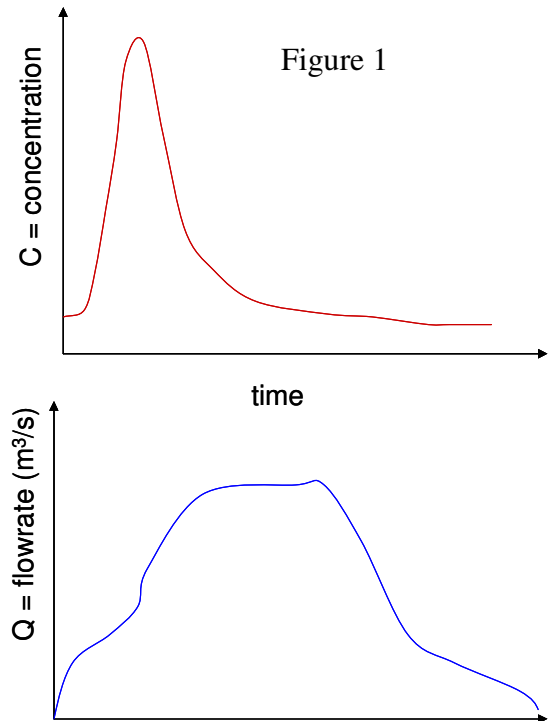 Figure 1
C = concentration
time
Q = flowrate (m³/s)